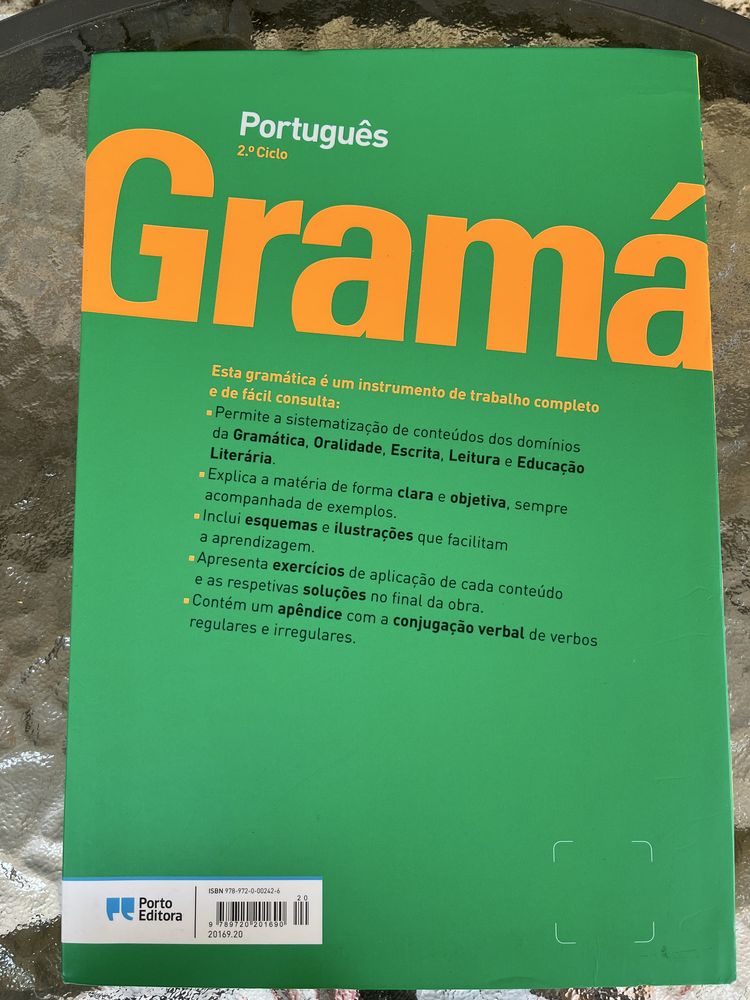 Português
2.º Ciclo
Gramá
Esta gramática é um instrumento de trabalho completo
e de fácil consulta:
Permite a sistematização de conteúdos dos domínios
da Gramática, Oralidade, Escrita, Leitura e Educação
Literária.
Explica a matéria de forma clara e objetiva, sempre
acompanhada de exemplos.
Inclui esquemas e ilustrações que facilitam
a aprendizagem.
Apresenta exercícios de aplicação de cada conteúdo
e as respetivas soluções no final da obra.
Contém um apêndice com a conjugação verbal de verbos
regulares e irregulares.
Porto
Editora
ISBN 978-972-0-00242-6
20
9 789720 201690
20169.20